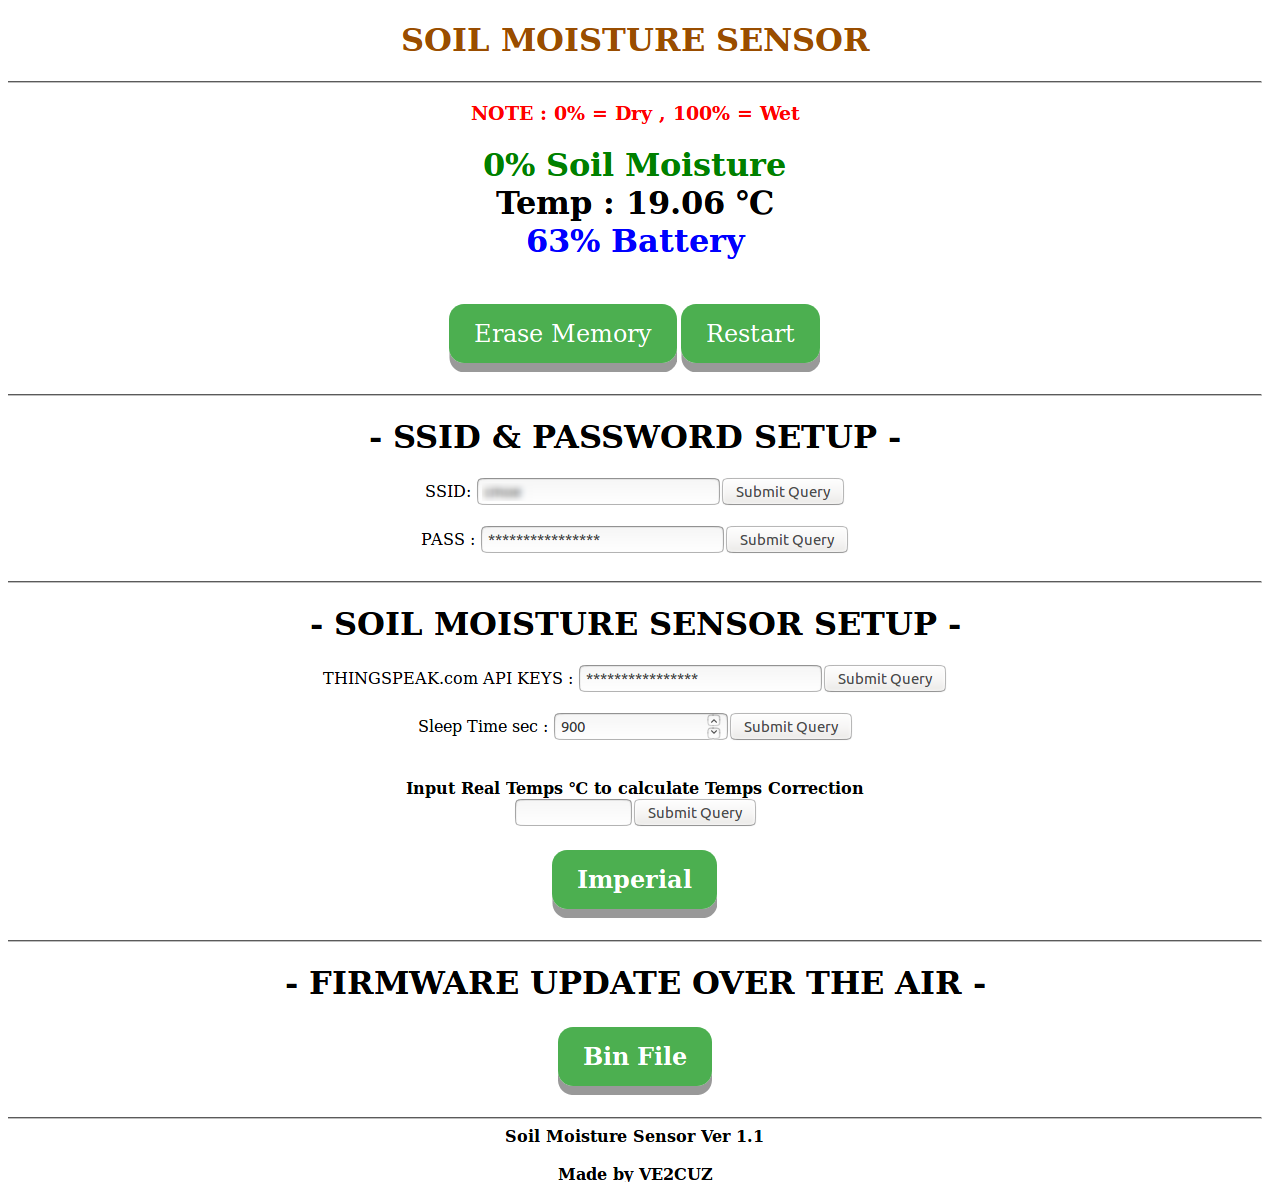 SOIL MOISTURE SENSOR
NOTE : 0% = Dry , 100% = Wet
0% Soil Moisture
Temp : 19.06 °C
63% Battery
Erase Memory Restart
- SSID & PASSWORD SETUP -
SSID: Submit Query
PASS : **************** Submit Query
- SOIL MOISTURE SENSOR SETUP -
THINGSPEAK.com API KEYS : **************** Submit Query
Sleep Time sec : 900 Submit Query
Input Real Temps °C to calculate Temps Correction
Submit Query
Imperial
- FIRMWARE UPDATE OVER THE AIR -
Bin File
Soil Moisture Sensor Ver 1.1
Made by VE2CUZ